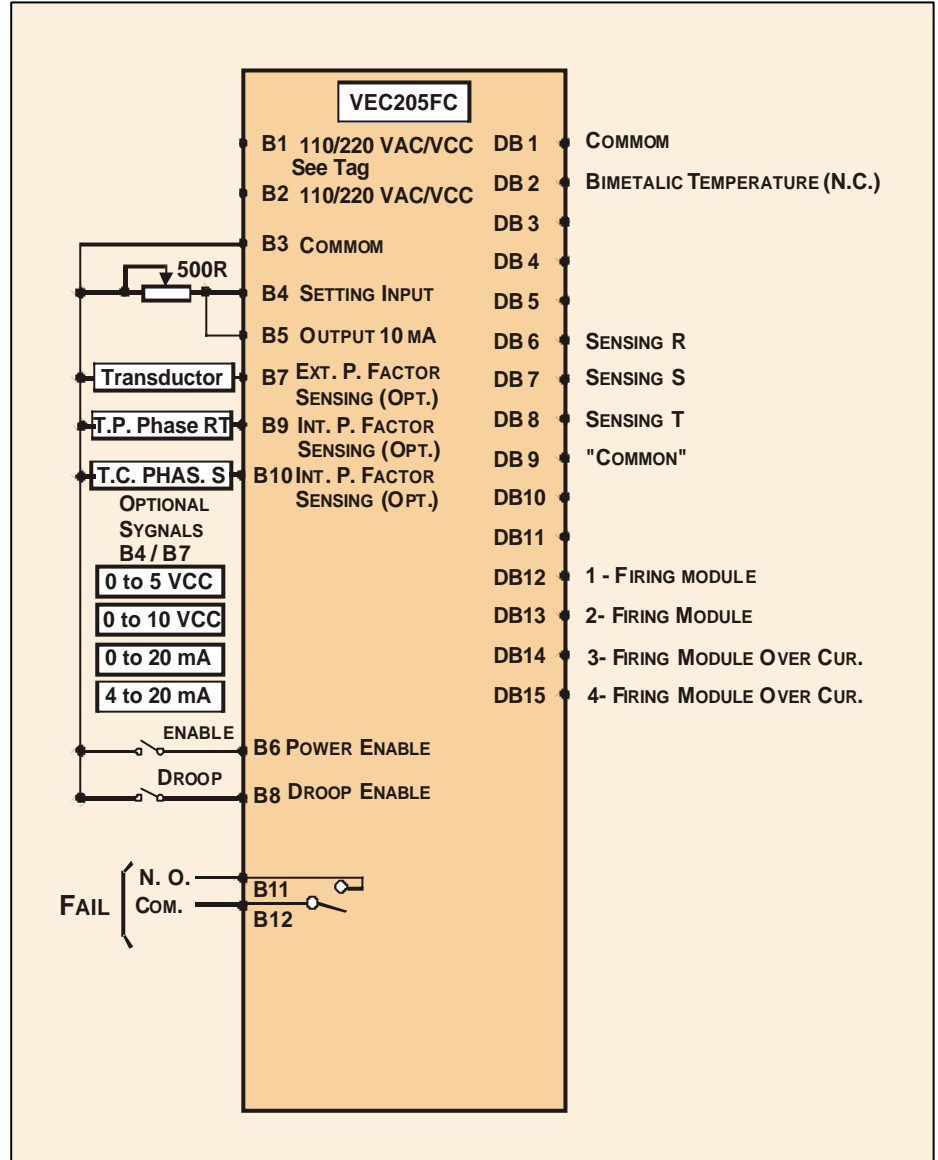 VEC205FC
B1 110/220 VAC/VCC
See Tag
B2 110/220 VAC/VCC
B3 COMMOM
500R
B4 SETTING INPUT
B5 OUTPUT 10 MA
Transductor
B7 EXT. P. FACTOR
SENSING (OPT.)
T.P. Phase RT
B9 INT. P. FACTOR
SENSING (OPT.)
T.C. PHAS. S
B10 INT. P. FACTOR
SENSING (OPT.)
OPTIONAL
SYGNALS
B4 / B7
0 to 5 VCC
0 to 10 VCC
0 to 20 mA
4 to 20 mA
ENABLE
B6 POWER ENABLE
DROOP
B8 DROOP ENABLE
FAIL
N. O.
COM.
B11
B12
DB 1 COMMOM
DB 2 BIMETALIC TEMPERATURE (N.C.)
DB 3
DB 4
DB 5
DB 6 SENSING R
DB 7 SENSING S
DB 8 SENSING T
DB 9 "COMMON"
DB10
DB11
DB12 1 - FIRING MODULE
DB13 2- FIRING MODULE
DB14 3- FIRING MODULE OVER CUR.
DB15 4- FIRING MODULE OVER CUR.